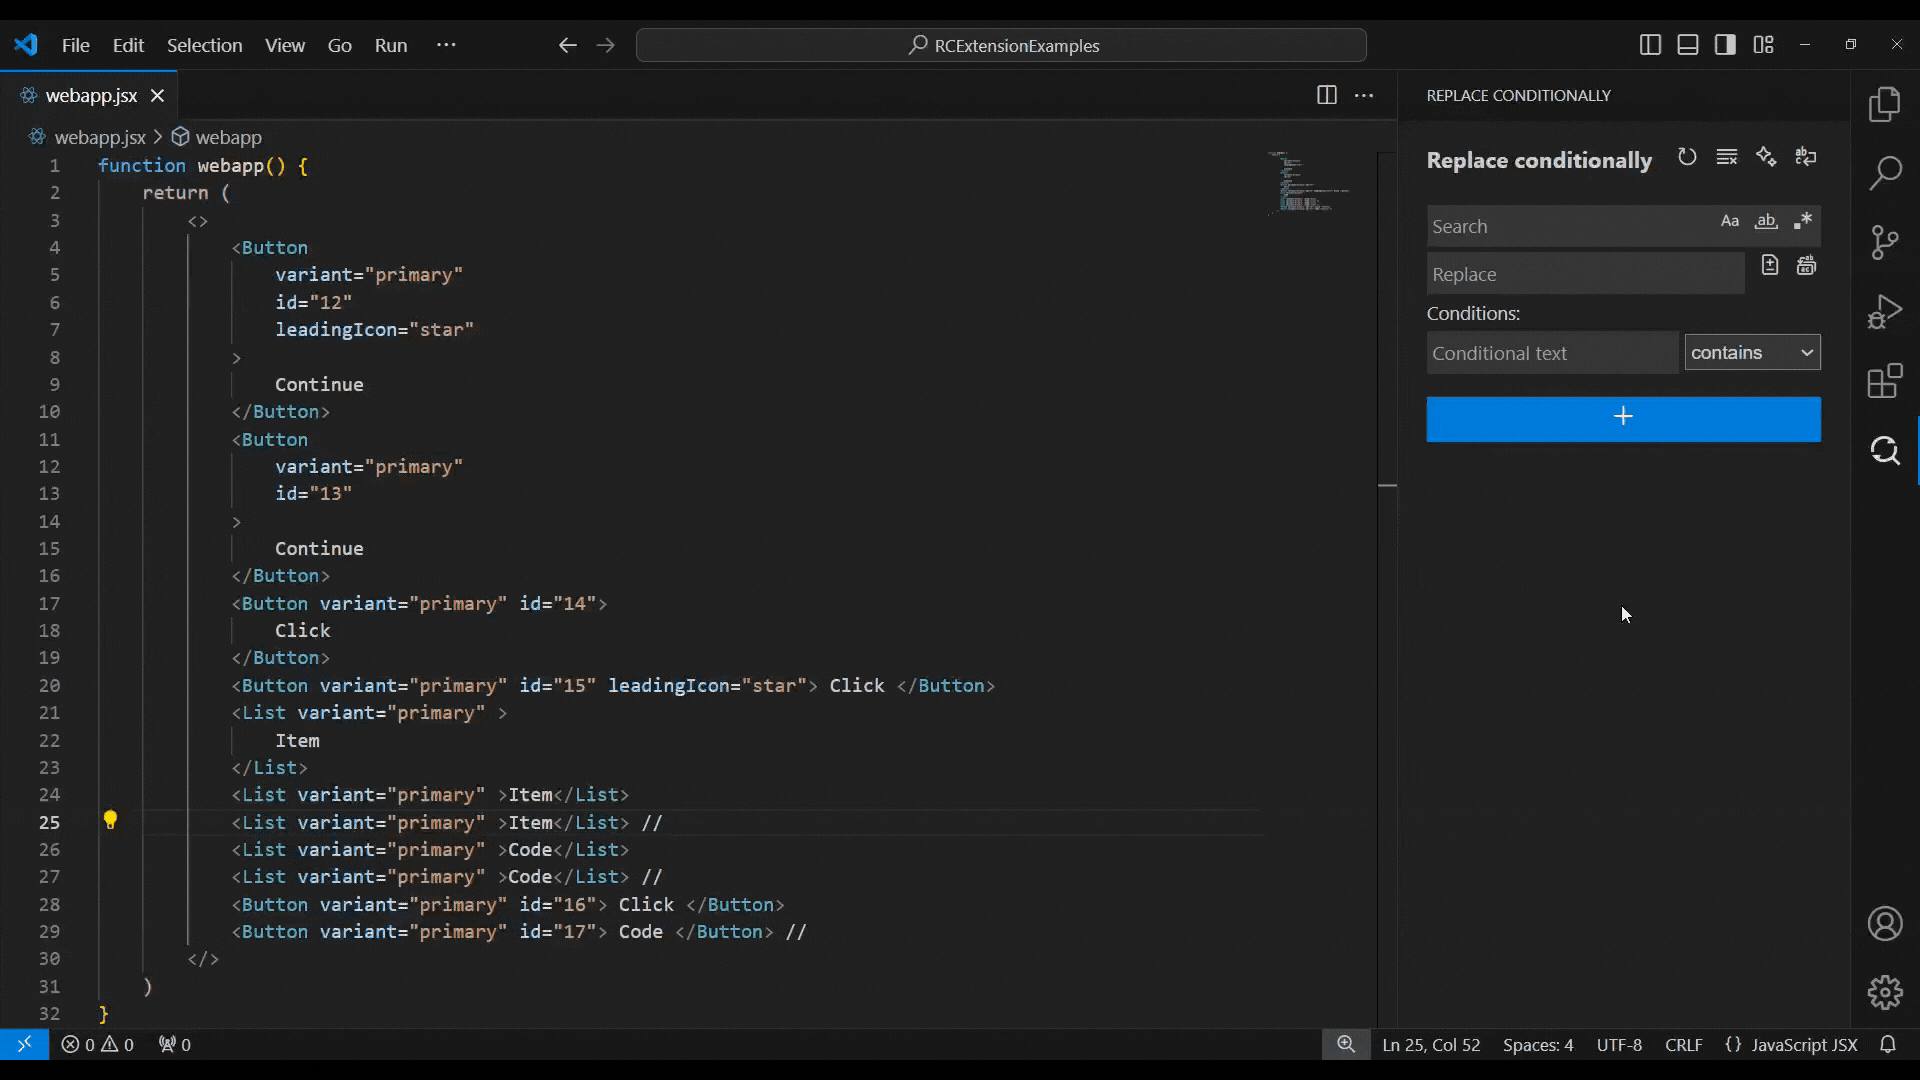 File Edit Selection View Go Run ··· RCExtensionExamples
webapp.jsx
REPLACE CONDITIONALLY
webapp.jsx > webapp
1 function webapp() {
2 return (
3 <>
4 <Button
5 variant="primary"
6 id="12"
7 leadingIcon="star"
8 >
9 Continue
10 </Button>
11 <Button
12 variant="primary"
13 id="13"
14 >
15 Continue
16 </Button>
17 <Button variant="primary" id="14">
18 Click
19 </Button>
20 <Button variant="primary" id="15" leadingIcon="star"> Click </Button>
21 <List variant="primary" >
22 Item
23 </List>
24 <List variant="primary" >Item</List>
25 <List variant="primary" >Item</List> //
26 <List variant="primary" >Code</List>
27 <List variant="primary" >Code</List> //
28 <Button variant="primary" id="16"> Click </Button>
29 <Button variant="primary" id="17"> Code </Button> //
30 </>
31 )
32 }
Replace conditionally
Search Aa ab .*
Replace
Conditions:
Conditional text contains
+
0 0 0 Ln 25, Col 52 Spaces: 4 UTF-8 CRLF {} JavaScript JSX